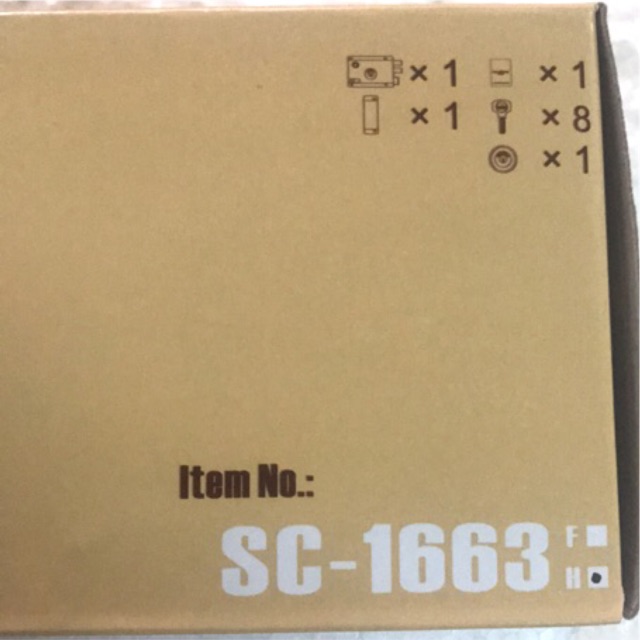 × 1 × 1
× 1 × 8
× 1
Item No.:
SC-1663
F
H